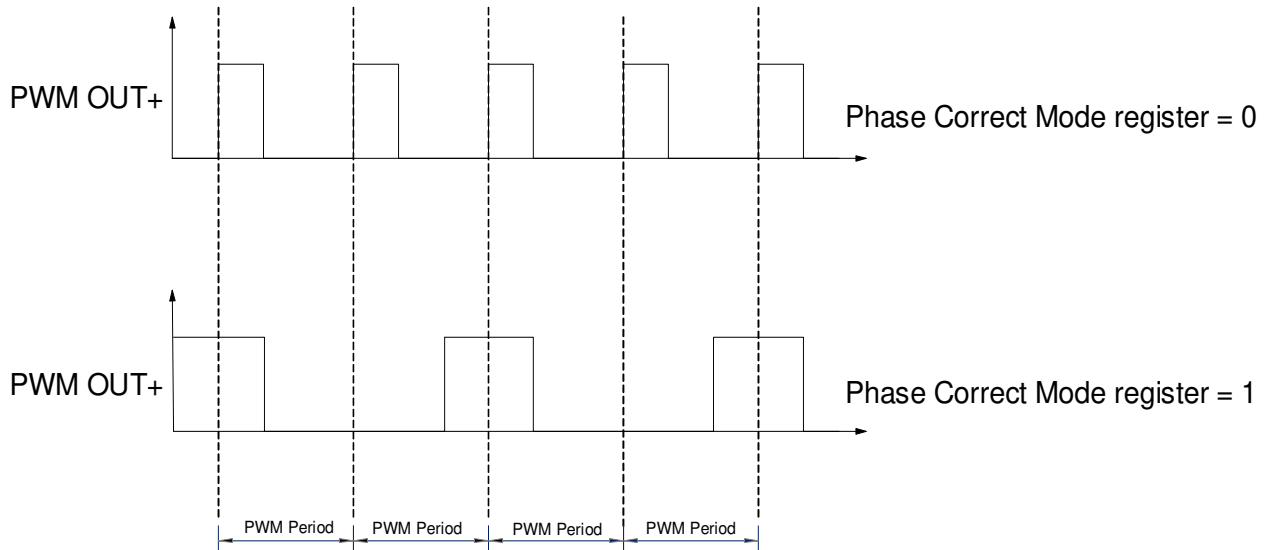 PWM OUT+
Phase Correct Mode register = 0
PWM OUT+
Phase Correct Mode register = 1
PWM Period
PWM Period
PWM Period
PWM Period